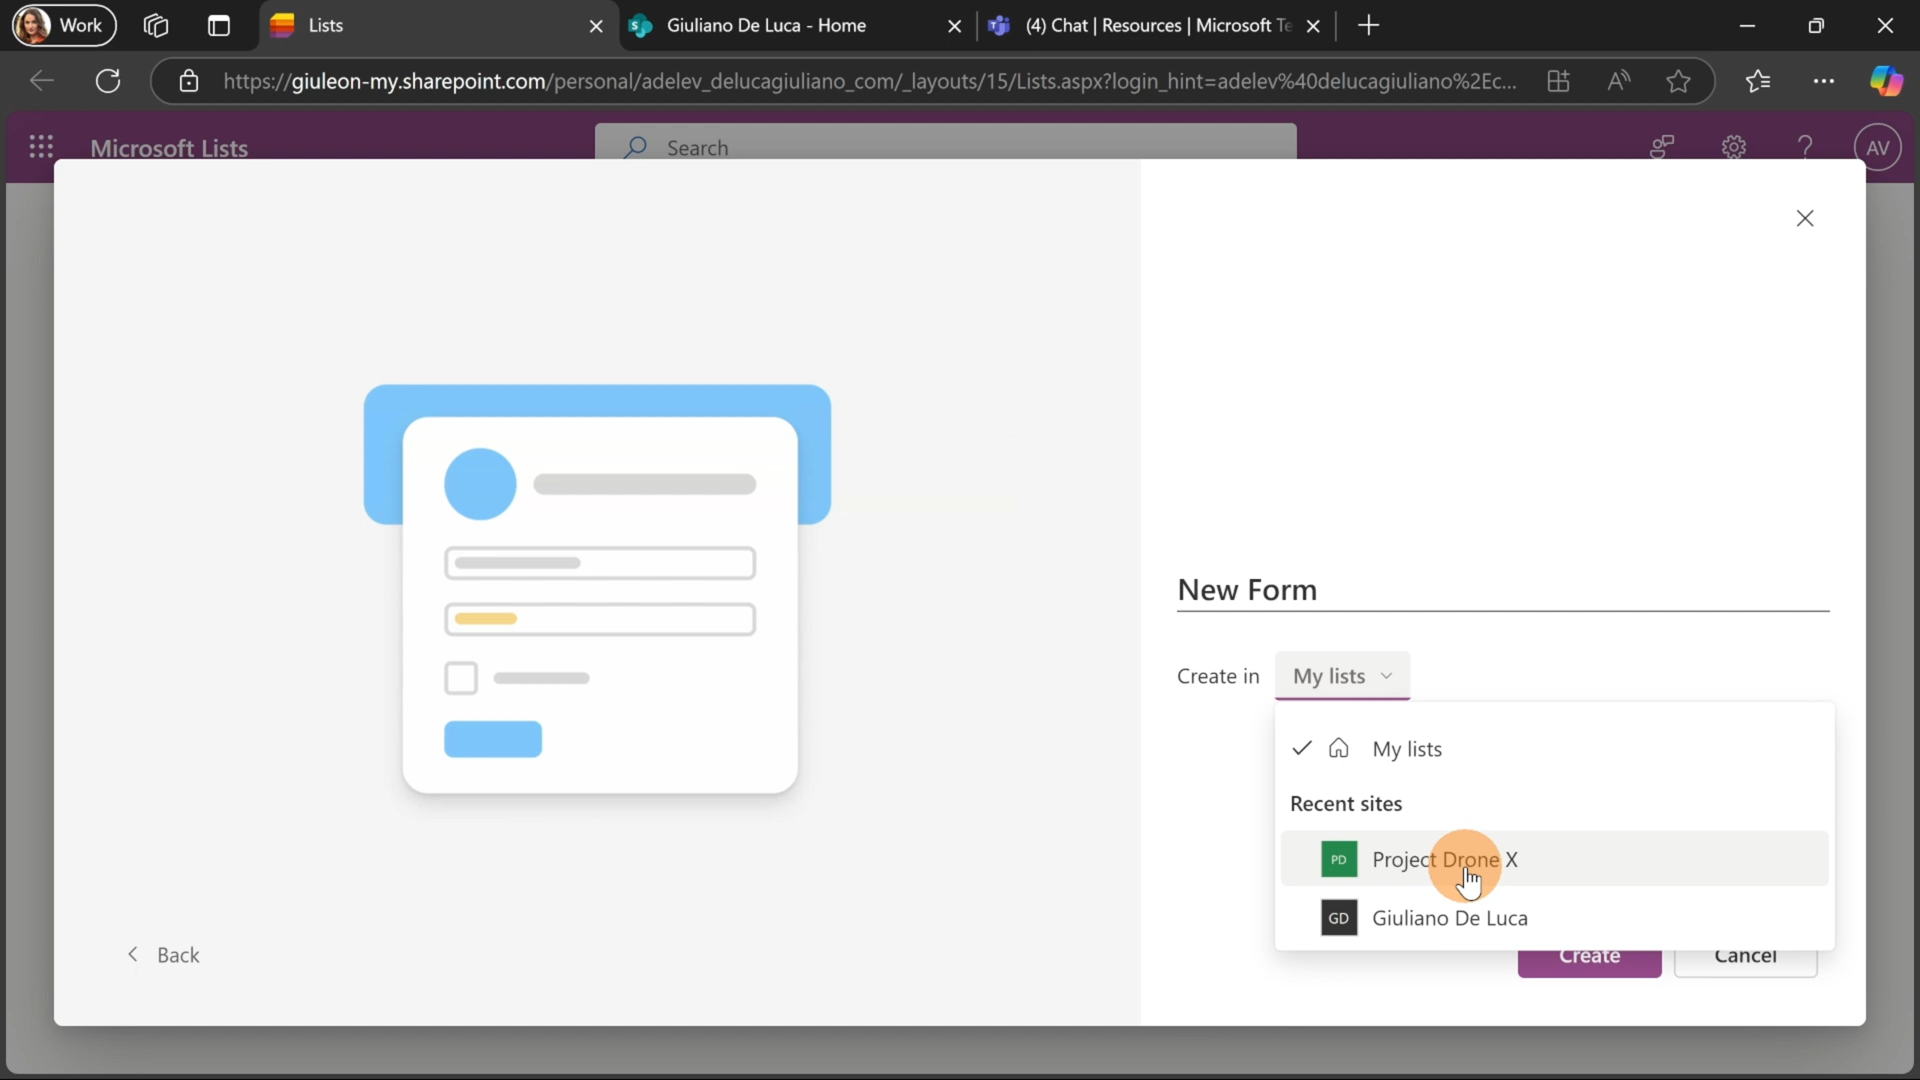 Work
Lists
Giuliano De Luca - Home
(4) Chat | Resources | Microsoft Te
https://giuleon-my.sharepoint.com/personal/adelev_delucagiuliano_com/_layouts/15/Lists.aspx?login_hint=adelev%40delucagiuliano%2Ec...
Microsoft Lists
Search
AV
New Form
Create in
My lists
My lists
Recent sites
PD Project Drone X
GD Giuliano De Luca
Back
Create
Cancel